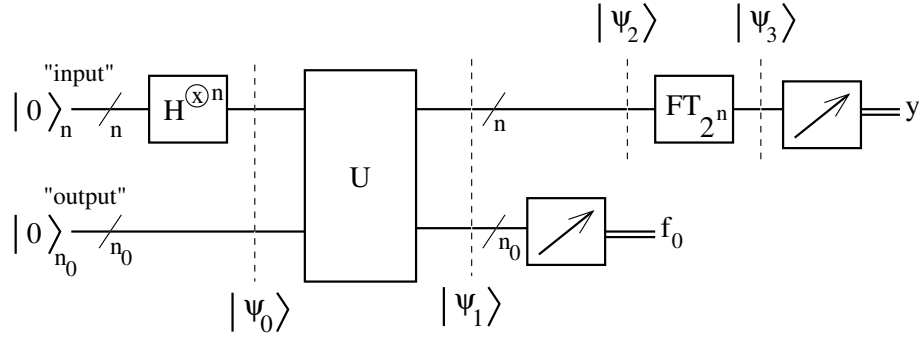 |ψ₂⟩ |ψ₃⟩
"input"
|0⟩ₙ n H⊗ⁿ n FT₂ⁿ y
U
"output"
|0⟩ₙ₀ n₀ n₀ f₀
|ψ₀⟩ |ψ₁⟩